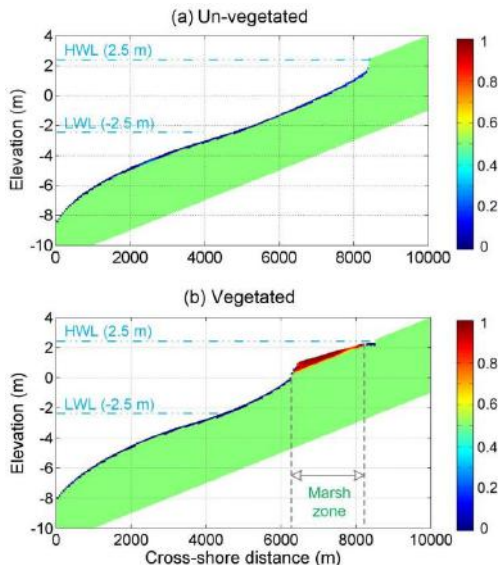 (a) Un-vegetated
HWL (2.5 m)
LWL (-2.5 m)
Elevation (m)
4
2
0
-2
-4
-6
-8
-10
0 2000 4000 6000 8000 10000
1
0.8
0.6
0.4
0.2
0
(b) Vegetated
HWL (2.5 m)
LWL (-2.5 m)
Marsh
zone
Elevation (m)
4
2
0
-2
-4
-6
-8
-10
0 2000 4000 6000 8000 10000
Cross-shore distance (m)
1
0.8
0.6
0.4
0.2
0